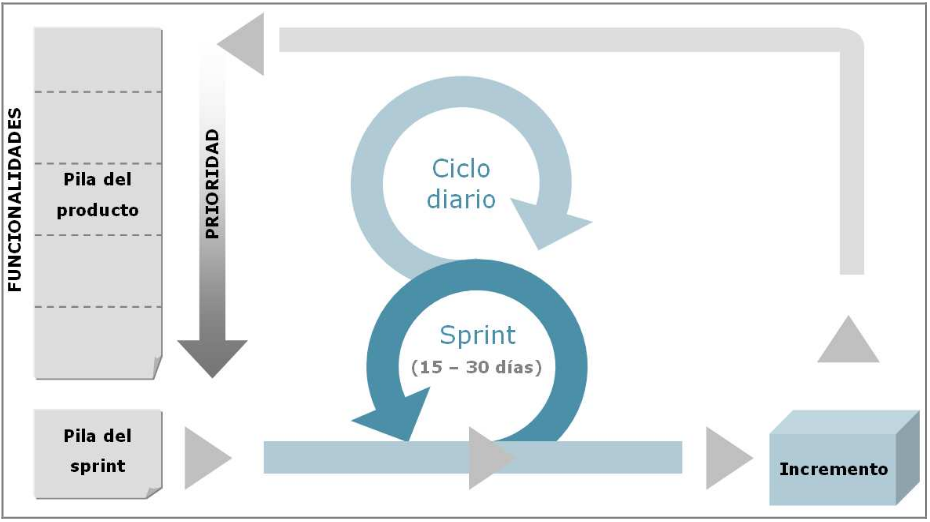 FUNCIONALIDADES
Pila del
producto
PRIORIDAD
Ciclo
diario
Sprint
(15 – 30 días)
Pila del
sprint
Incremento